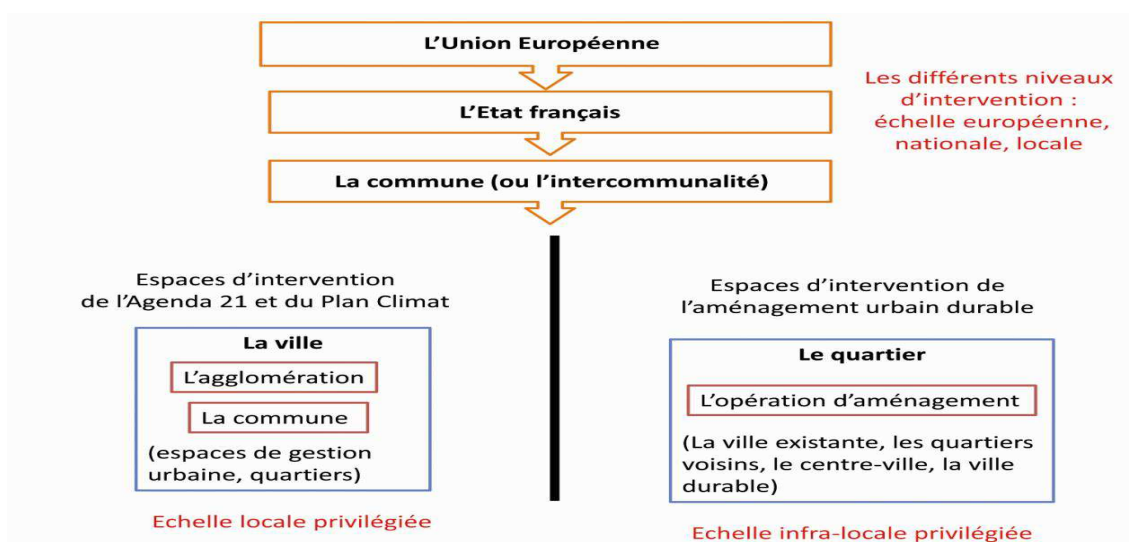 L'Union Européenne
L'Etat français
La commune (ou l'intercommunalité)
Les différents niveaux
d'intervention :
échelle européenne,
nationale, locale
Espaces d'intervention
de l'Agenda 21 et du Plan Climat
La ville
L'agglomération
La commune
(espaces de gestion
urbaine, quartiers)
Echelle locale privilégiée
Espaces d'intervention de
l'aménagement urbain durable
Le quartier
L'opération d'aménagement
(La ville existante, les quartiers
voisins, le centre-ville, la ville
durable)
Echelle infra-locale privilégiée